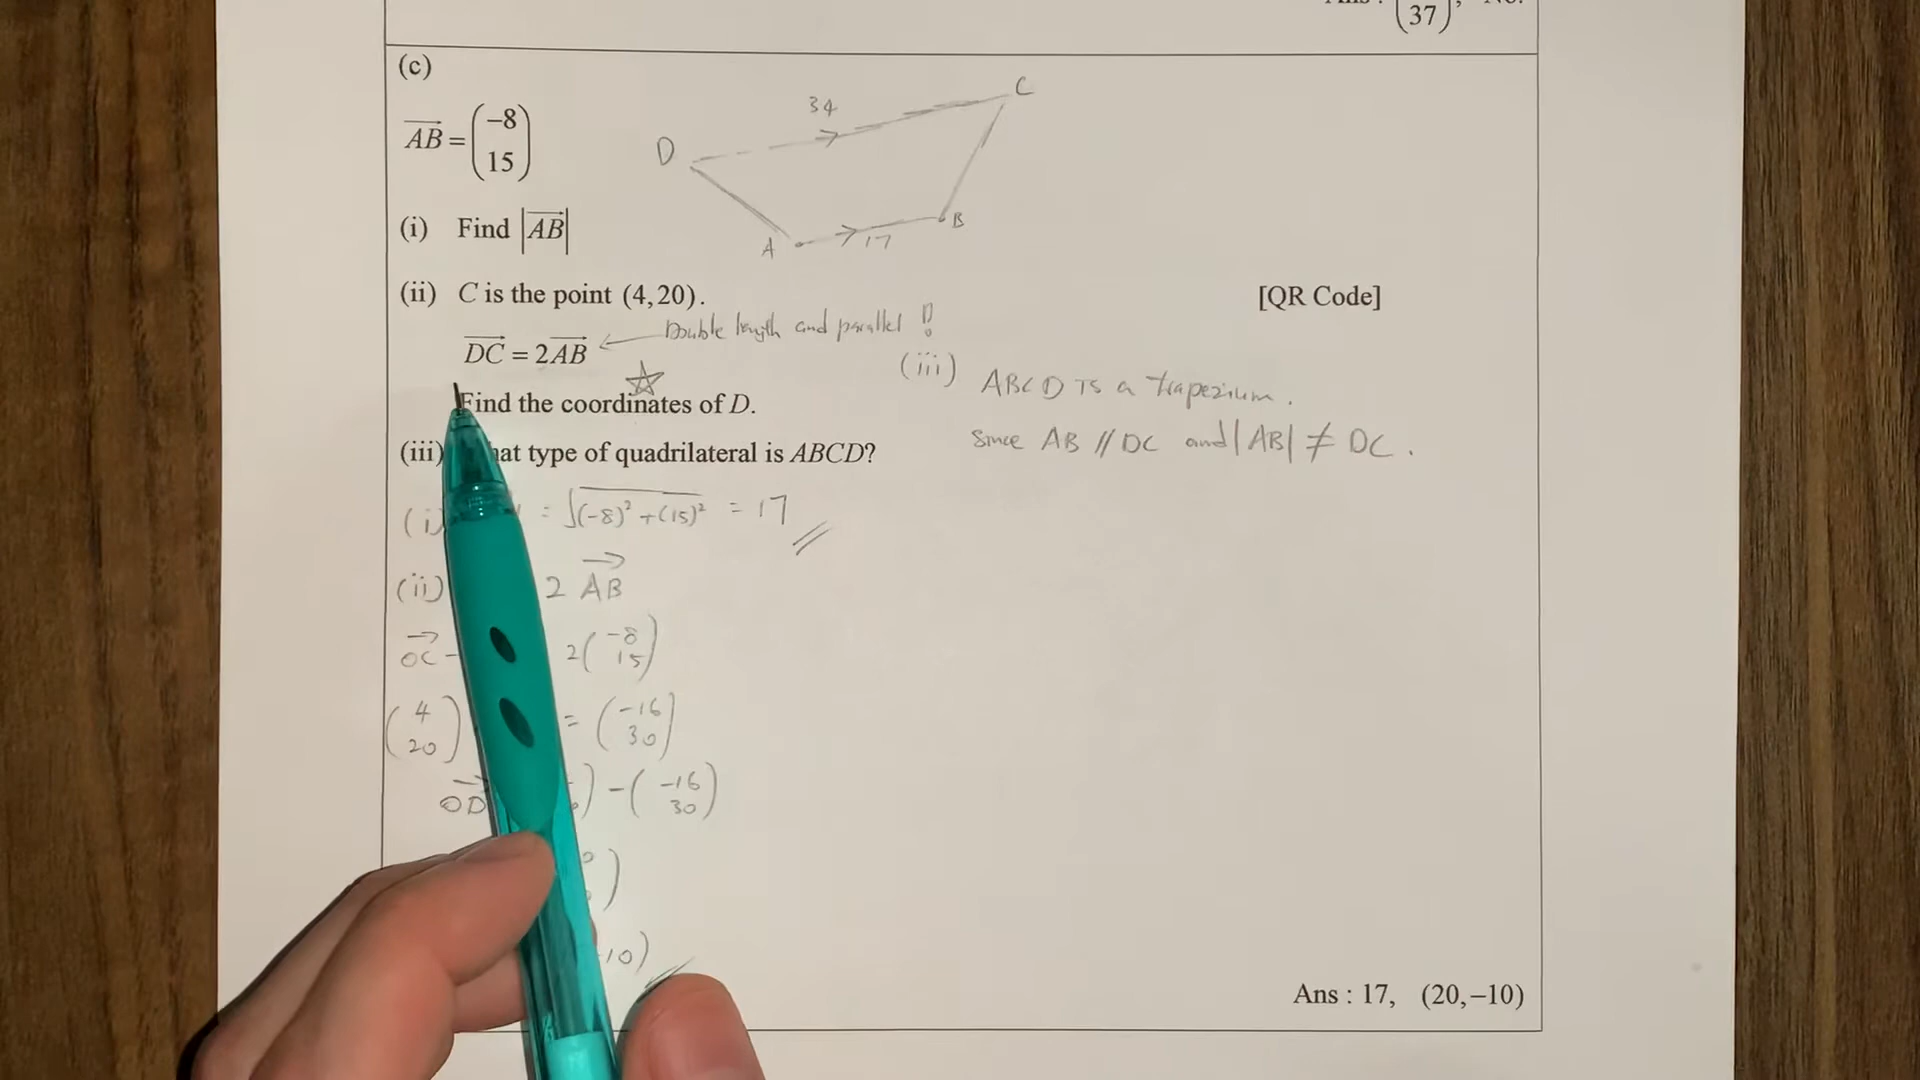 37 , No.
(c)
C
34
AB = (-8 15)
D
B
A
17
(i) Find |AB|
(ii) C is the point (4, 20). [QR Code]
Double length and parallel !
DC = 2AB
(iii) ABCD is a trapezium.
Find the coordinates of D.
Since AB // DC and |AB| ≠ DC .
(iii) type of quadrilateral is ABCD?
(i) = √(-8)² + (15)² = 17
(ii) 2 AB
OC - 2(-8 15)
(4 20) = (-16 30)
OD ) - (-16 30)
10)
Ans : 17, (20, –10)